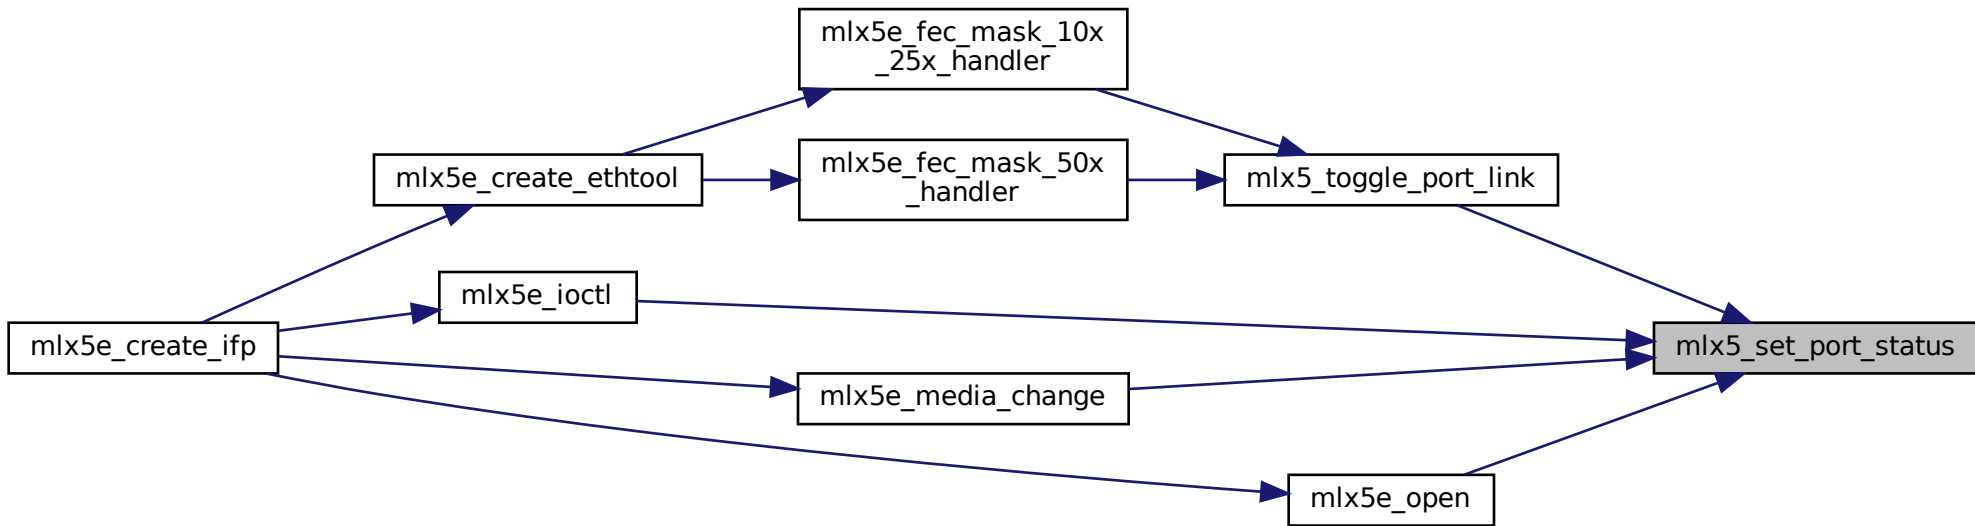 mlx5e_fec_mask_10x
_25x_handler
mlx5e_create_ethtool
mlx5e_fec_mask_50x
_handler
mlx5_toggle_port_link
mlx5e_ioctl
mlx5e_create_ifp
mlx5_set_port_status
mlx5e_media_change
mlx5e_open